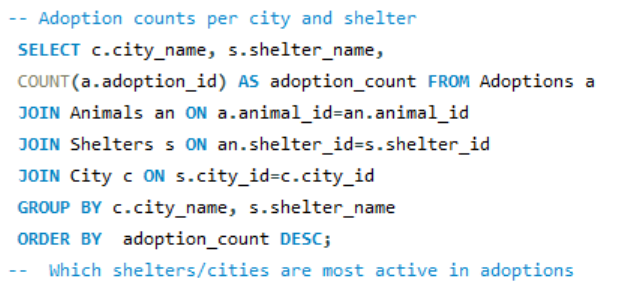 -- Adoption counts per city and shelter
SELECT c.city_name, s.shelter_name,
COUNT(a.adoption_id) AS adoption_count FROM Adoptions a
JOIN Animals an ON a.animal_id=an.animal_id
JOIN Shelters s ON an.shelter_id=s.shelter_id
JOIN City c ON s.city_id=c.city_id
GROUP BY c.city_name, s.shelter_name
ORDER BY  adoption_count DESC;
--  Which shelters/cities are most active in adoptions